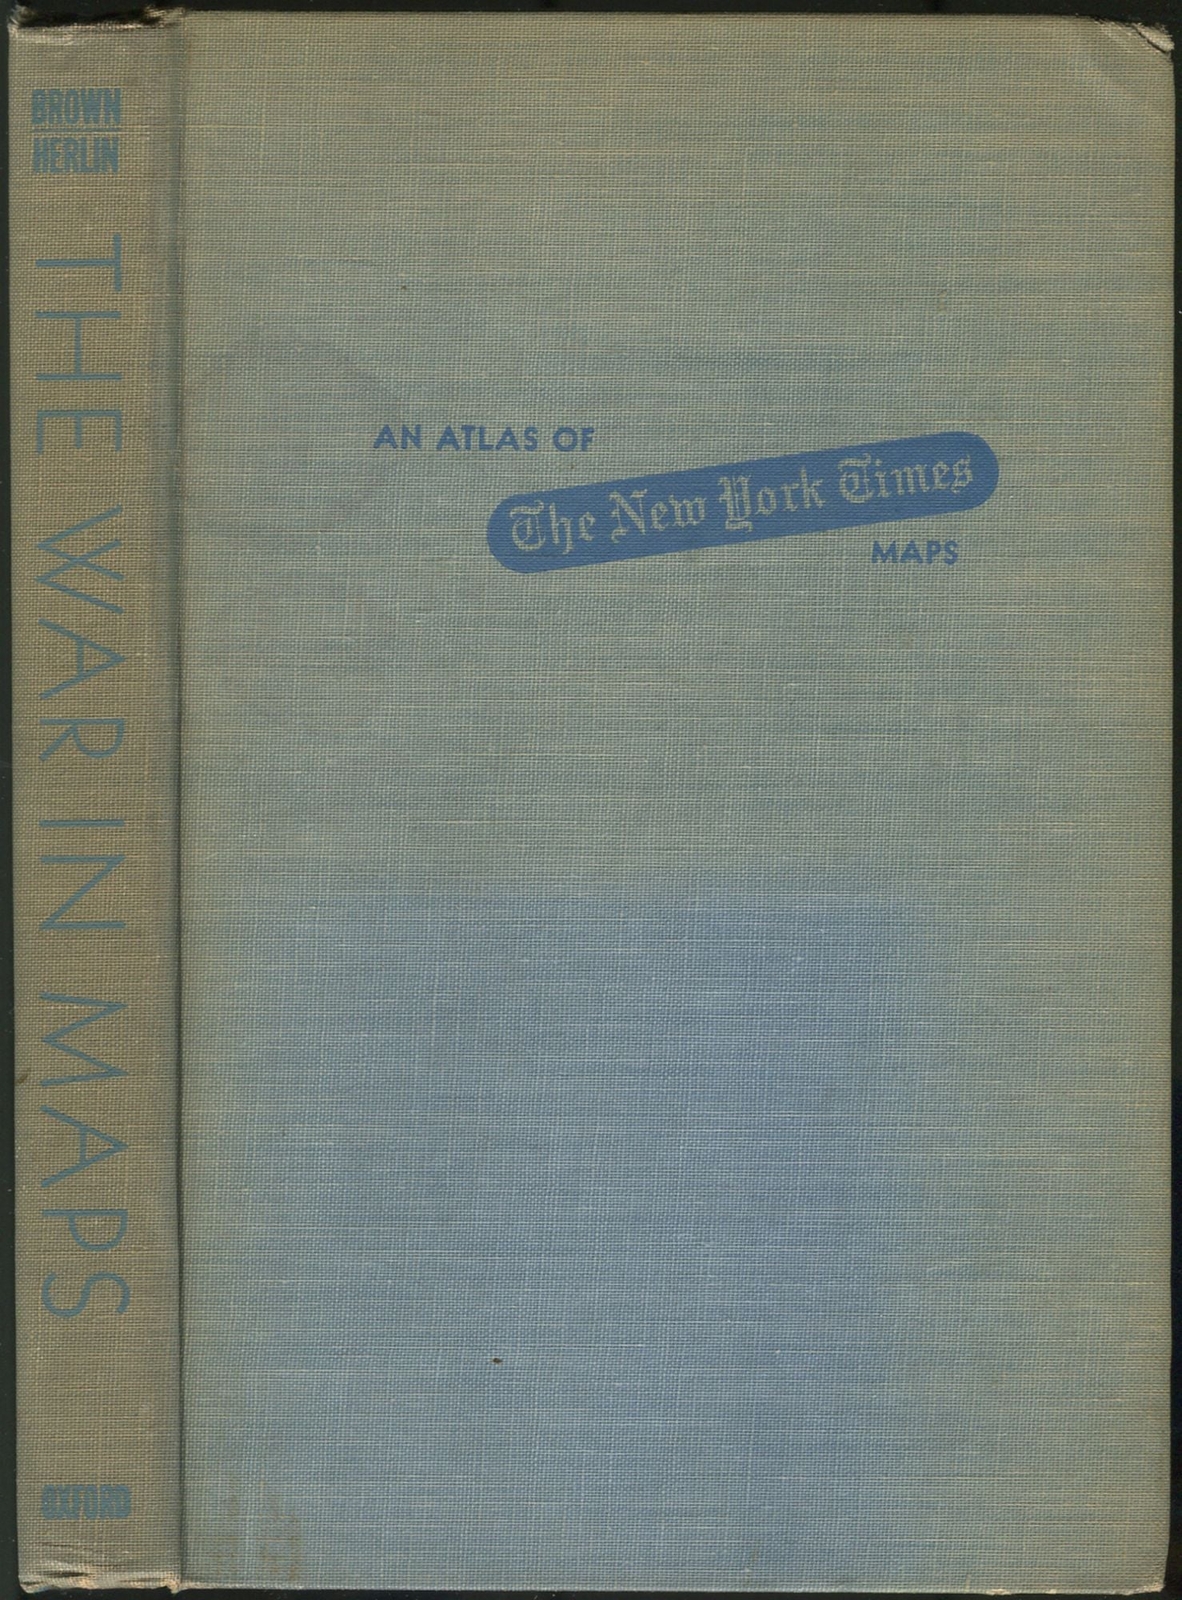 BROWN
HERLIN
THE WAR IN MAPS
OXFORD
AN ATLAS OF
The New York Times
MAPS